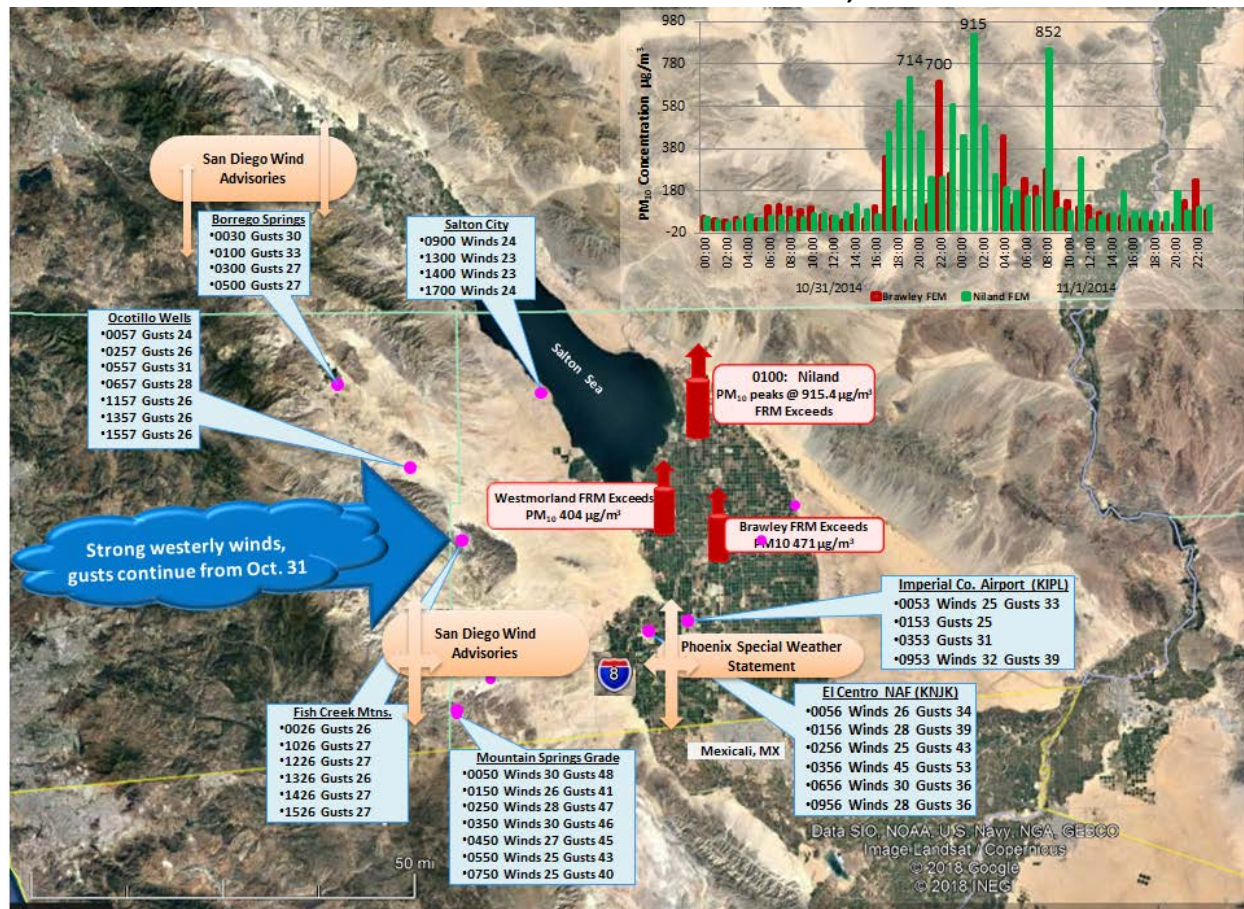 980
780
580
380
180
-20
PM₁₀ Concentration µg/m³
714
700
915
852
00:00
02:00
04:00
06:00
08:00
10:00
12:00
14:00
16:00
18:00
20:00
22:00
00:00
02:00
04:00
06:00
08:00
10:00
12:00
14:00
16:00
18:00
20:00
22:00
10/31/2014
11/1/2014
Brawley FEM
Niland FEM
San Diego Wind
Advisories
Borrego Springs
•0030 Gusts 30
•0100 Gusts 33
•0300 Gusts 27
•0500 Gusts 27
Salton City
•0900 Winds 24
•1300 Winds 23
•1400 Winds 23
•1700 Winds 24
Ocotillo Wells
•0057 Gusts 24
•0257 Gusts 26
•0557 Gusts 31
•0657 Gusts 28
•1157 Gusts 26
•1357 Gusts 26
•1557 Gusts 26
Salton Sea
0100: Niland
PM₁₀ peaks @ 915.4 µg/m³
FRM Exceeds
Westmorland FRM Exceeds
PM₁₀ 404 µg/m³
Brawley FRM Exceeds
PM10 471 µg/m³
Strong westerly winds,
gusts continue from Oct. 31
Imperial Co. Airport (KIPL)
•0053 Winds 25 Gusts 33
•0153 Gusts 25
•0353 Gusts 31
•0953 Winds 32 Gusts 39
San Diego Wind
Advisories
8
Phoenix Special Weather
Statement
El Centro NAF (KNJK)
•0056 Winds 26 Gusts 34
•0156 Winds 28 Gusts 39
•0256 Winds 25 Gusts 43
•0356 Winds 45 Gusts 53
•0656 Winds 30 Gusts 36
•0956 Winds 28 Gusts 36
Fish Creek Mtns.
•0026 Gusts 26
•1026 Gusts 27
•1226 Gusts 27
•1326 Gusts 26
•1426 Gusts 27
•1526 Gusts 27
Mountain Springs Grade
•0050 Winds 30 Gusts 48
•0150 Winds 26 Gusts 41
•0250 Winds 28 Gusts 47
•0350 Winds 30 Gusts 46
•0450 Winds 27 Gusts 45
•0550 Winds 25 Gusts 43
•0750 Winds 25 Gusts 40
Mexicali, MX
50 mi
Data SIO, NOAA, U.S. Navy, NGA, GEBCO
Image Landsat / Copernicus
© 2018 Google
© 2018 INEG